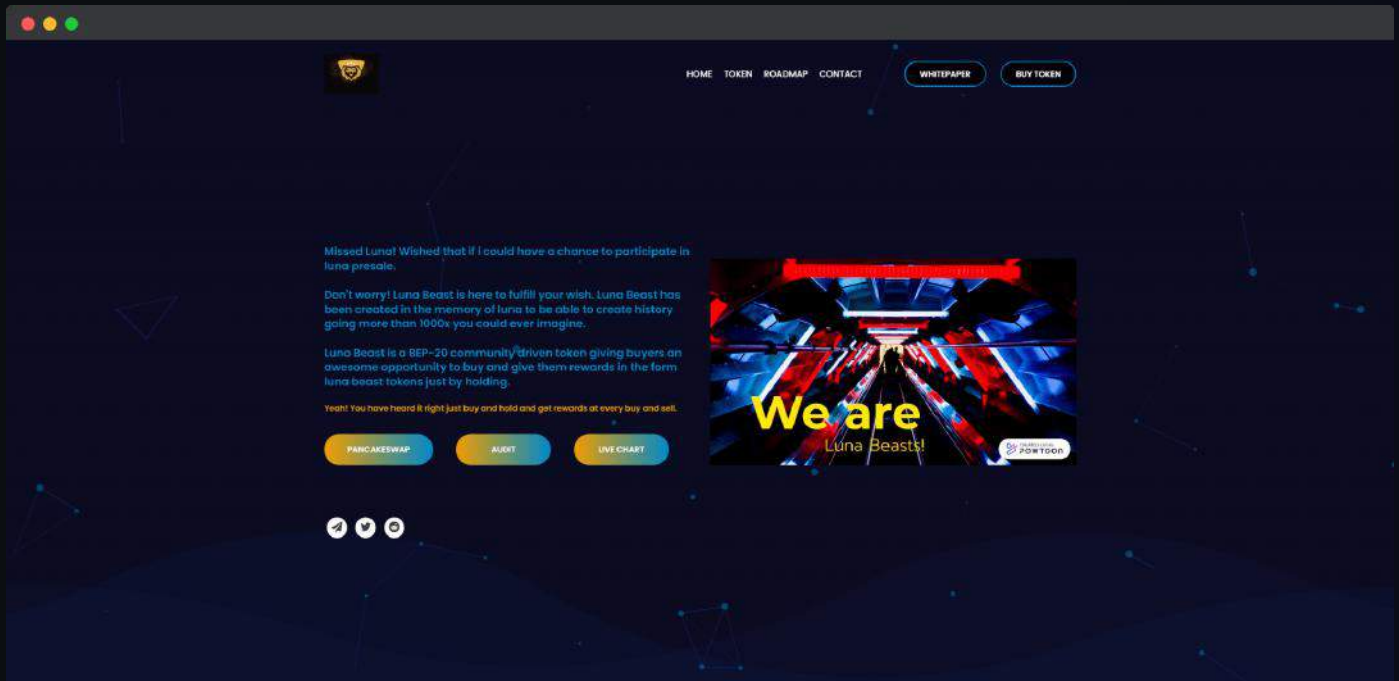 HOME TOKEN ROADMAP CONTACT WHITEPAPER BUY TOKEN
Missed Luna! Wished that if i could have a chance to participate in
luna presale.
Don't worry! Luna Beast is here to fulfill your wish. Luna Beast has
been created in the memory of luna to be able to create history
going more than 1000x you could ever imagine.
Luna Beast is a BEP-20 community driven token giving buyers an
awesome opportunity to buy and give them rewards in the form
luna beast tokens just by holding.
Yeah! You have heard it right just buy and hold and get rewards at every buy and sell.
PANCAKESWAP AUDIT LIVE CHART
We are
Luna Beasts!
POWTOON